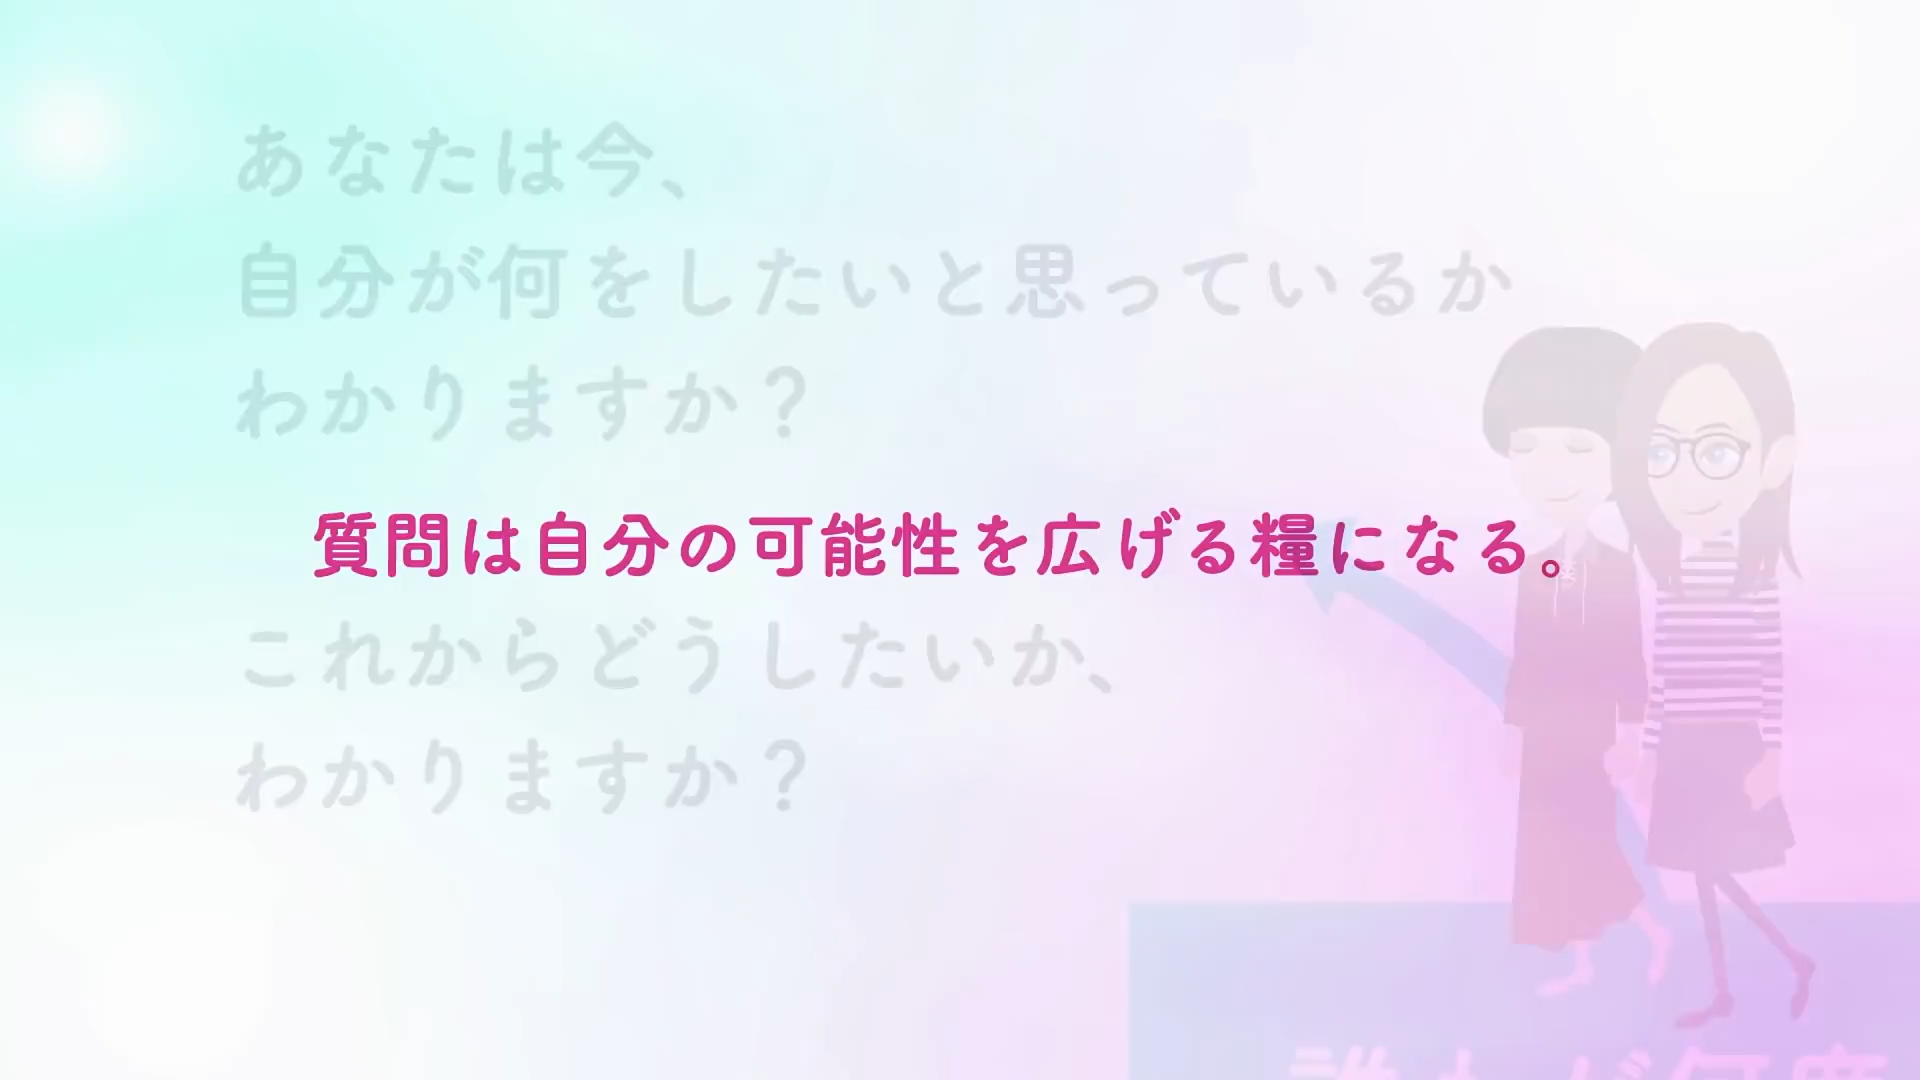 あなたは今、
自分が何をしたいと思っているか
わかりますか？
質問は自分の可能性を広げる糧になる。
これからどうしたいか、
わかりますか？